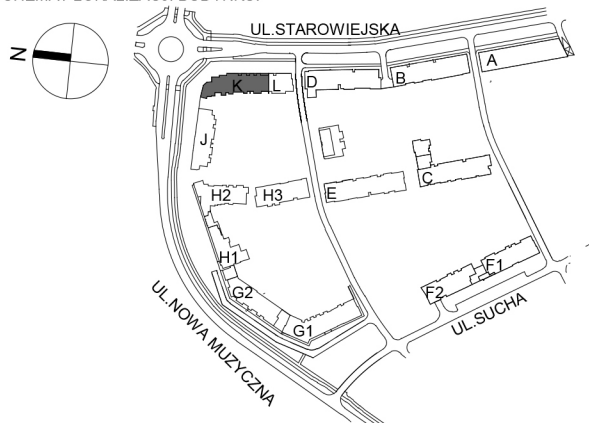 UL.STAROWIEJSKA
N
A
B
D
K
L
J
C
E
H3
H2
H1
F1
G2
F2
G1
UL.SUCHA
UL.NOWA MUZYCZNA